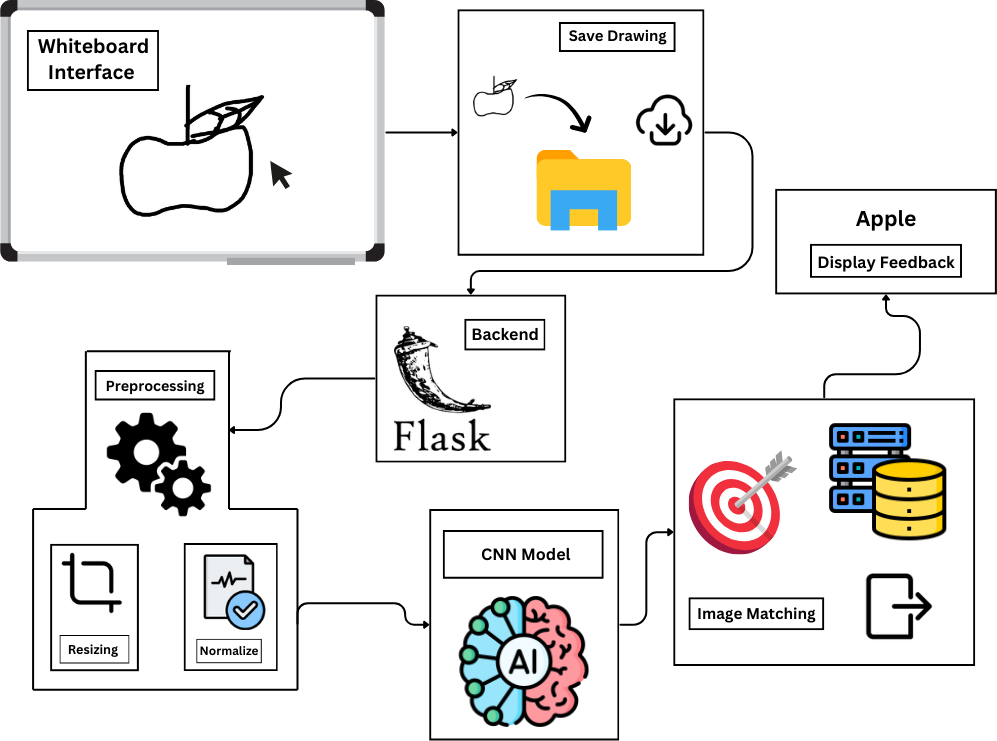 Whiteboard
Interface
Save Drawing
Apple
Display Feedback
Backend
Flask
Preprocessing
Resizing
Normalize
CNN Model
AI
Image Matching